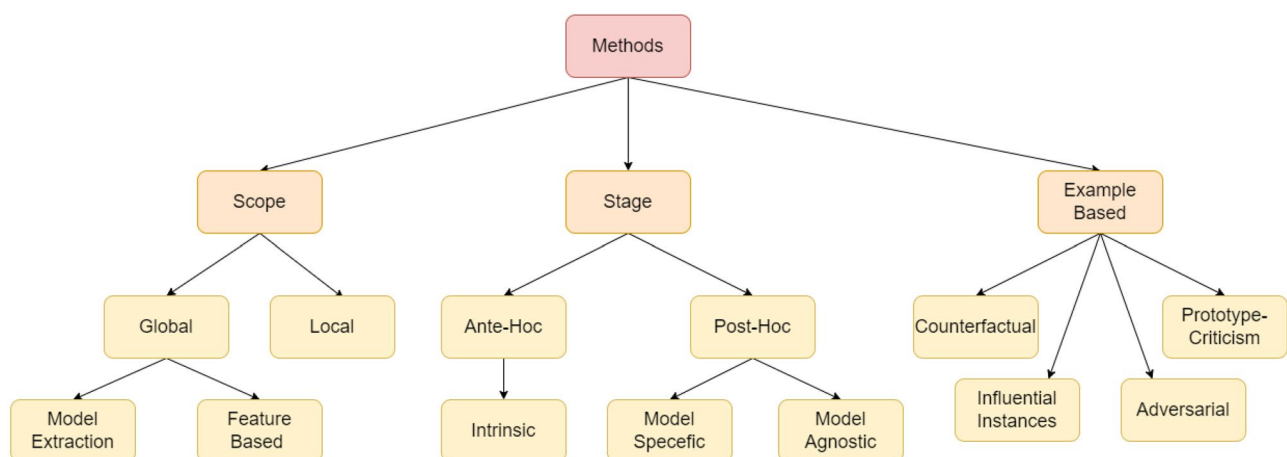 Methods
Scope
Stage
Example
Based
Global
Local
Ante-Hoc
Post-Hoc
Counterfactual
Prototype-
Criticism
Model
Extraction
Feature
Based
Intrinsic
Model
Specefic
Model
Agnostic
Influential
Instances
Adversarial